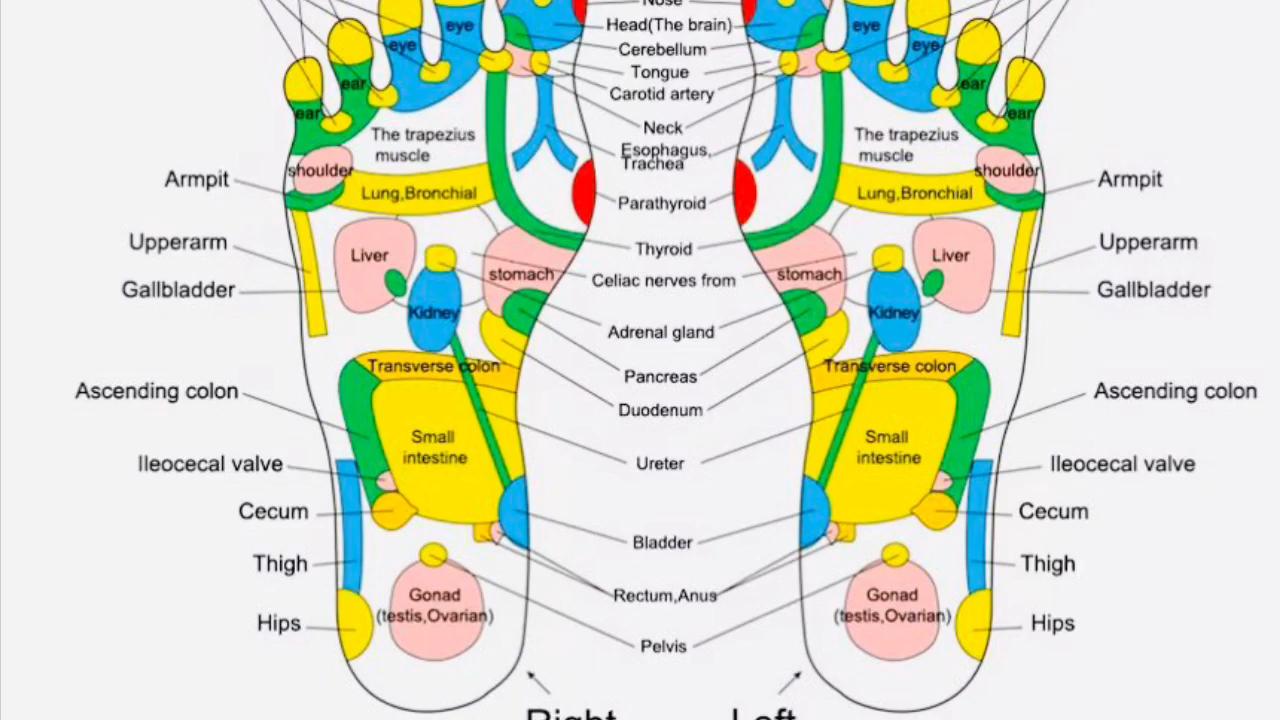 Nose
eye
eye
Head(The brain)
eye
eye
Cerebellum
Tongue
ear
ear
Carotid artery
ear
ear
Neck
The trapezius
muscle
Esophagus,
Trachea
The trapezius
muscle
shoulder
shoulder
Armpit
Armpit
Lung,Bronchial
Lung,Bronchial
Parathyroid
Upperarm
Upperarm
Thyroid
Liver
Liver
stomach
Celiac nerves from
stomach
Gallbladder
Gallbladder
Kidney
Kidney
Adrenal gland
Transverse colon
Transverse colon
Pancreas
Ascending colon
Ascending colon
Duodenum
Small
intestine
Small
intestine
Ileocecal valve
Ureter
Ileocecal valve
Cecum
Cecum
Bladder
Thigh
Thigh
Gonad
(testis,Ovarian)
Rectum,Anus
Gonad
(testis,Ovarian)
Hips
Hips
Pelvis
Right
Left